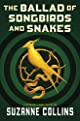 THE BALLAD OF
SONGBIRDS
AND SNAKES
SUZANNE COLLINS